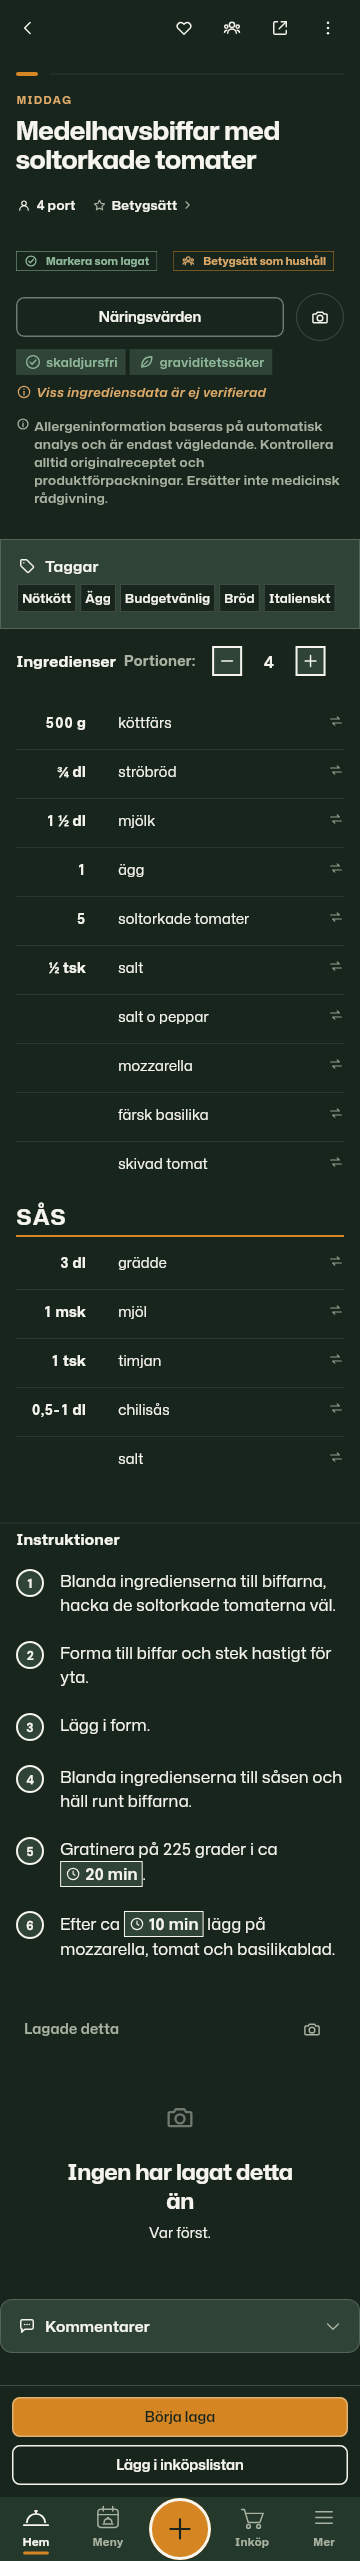 MIDDAG
Medelhavsbiffar med
soltorkade tomater
4 port Betygsätt
Markera som lagat Betygsätt som hushåll
Näringsvärden
skaldjursfri graviditetssäker
Viss ingrediensdata är ej verifierad
Allergeninformation baseras på automatisk
analys och är endast vägledande. Kontrollera
alltid originalreceptet och
produktförpackningar. Ersätter inte medicinsk
rådgivning.
Taggar
Nötkött Ägg Budgetvänlig Bröd Italienskt
Ingredienser Portioner: − 4 +
500 g köttfärs
¾ dl ströbröd
1 ½ dl mjölk
1 ägg
5 soltorkade tomater
½ tsk salt
salt o peppar
mozzarella
färsk basilika
skivad tomat
SÅS
3 dl grädde
1 msk mjöl
1 tsk timjan
0,5-1 dl chilisås
salt
Instruktioner
1 Blanda ingredienserna till biffarna,
hacka de soltorkade tomaterna väl.
2 Forma till biffar och stek hastigt för
yta.
3 Lägg i form.
4 Blanda ingredienserna till såsen och
häll runt biffarna.
5 Gratinera på 225 grader i ca
20 min.
6 Efter ca 10 min lägg på
mozzarella, tomat och basilikablad.
Lagade detta
Ingen har lagat detta
än
Var först.
Kommentarer
Börja laga
Lägg i inköpslistan
Hem Meny Inköp Mer